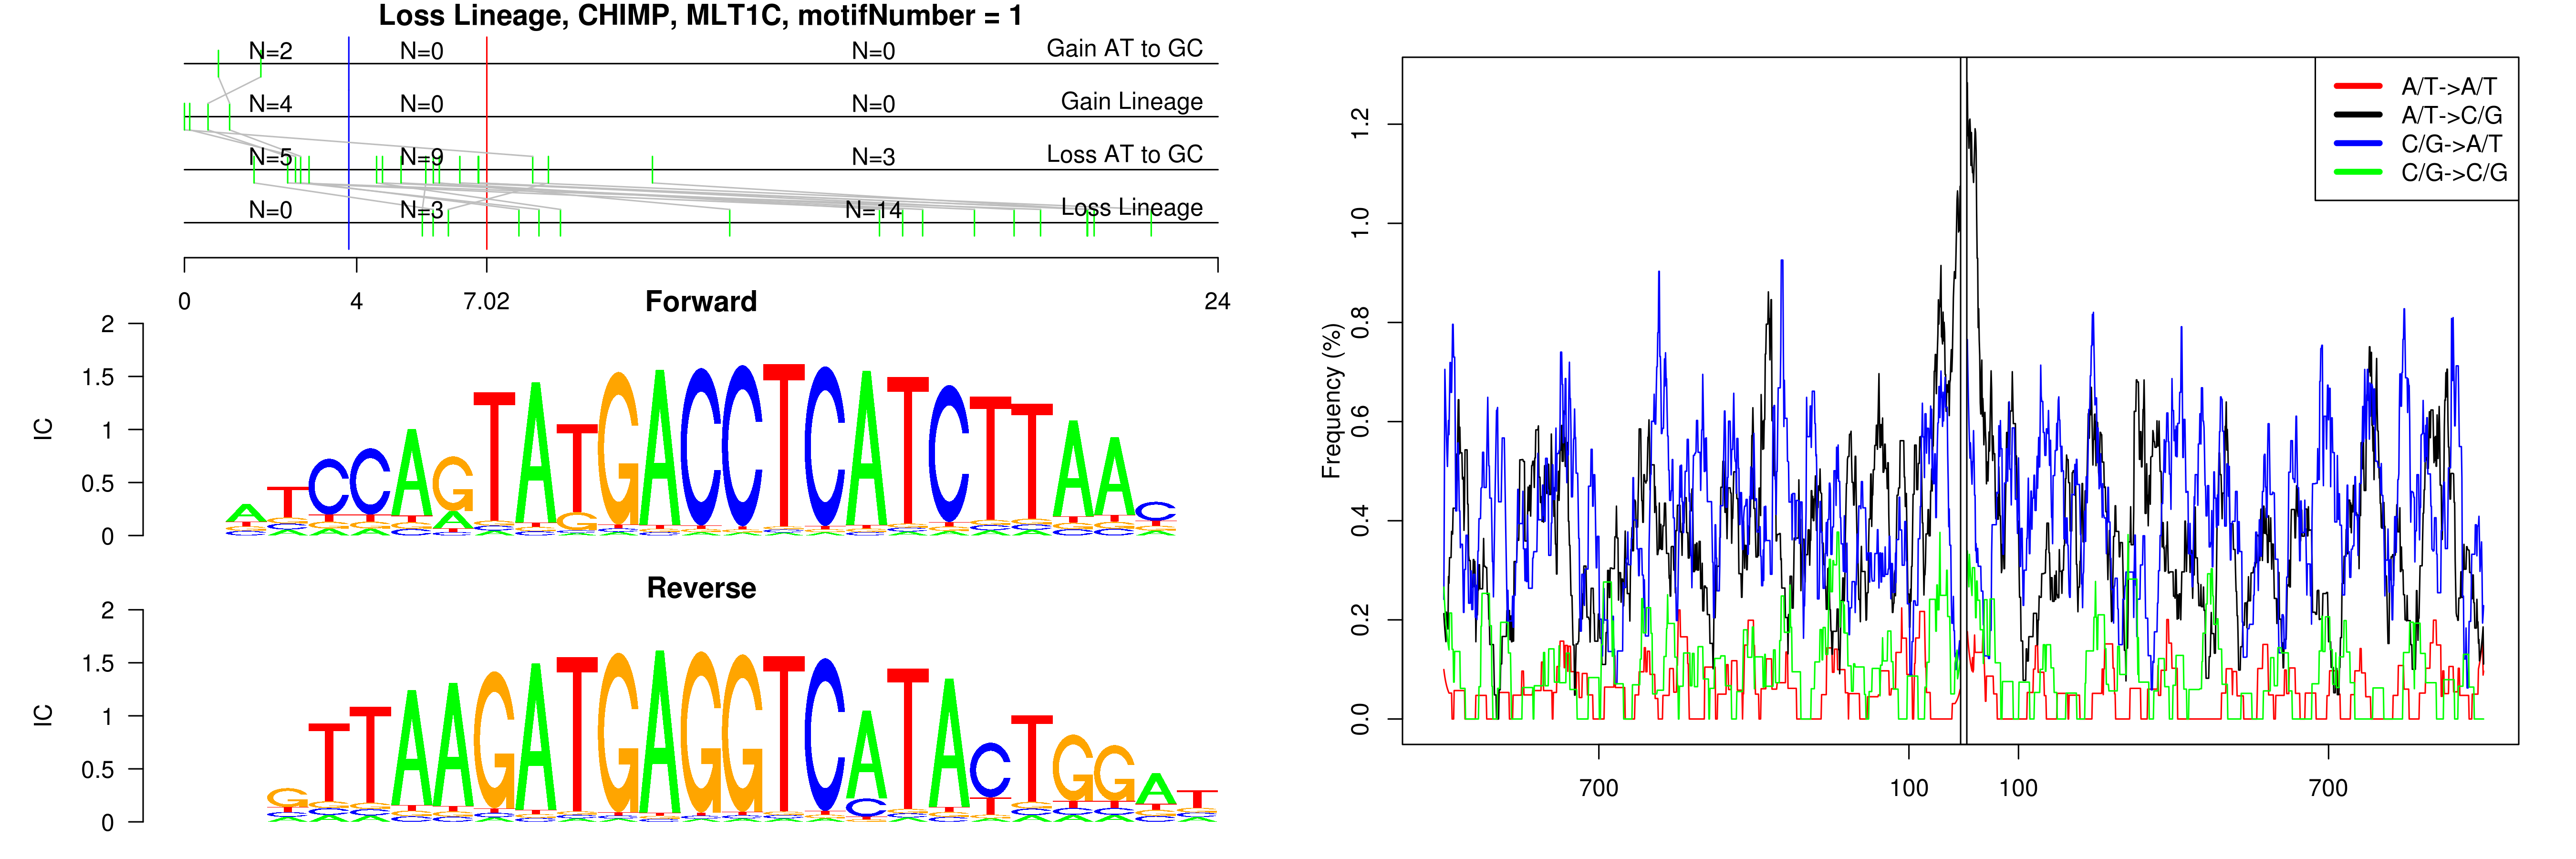 Loss Lineage, CHIMP, MLT1C, motifNumber = 1
N=2 N=0 N=0 Gain AT to GC
N=4 N=0 N=0 Gain Lineage
N=5 N=9 N=3 Loss AT to GC
N=0 N=3 N=14 Loss Lineage
0 4 7.02 24
Forward
IC
2
1.5
1
0.5
0
ATCCAGTATGACCTCATCTTAAC
Reverse
IC
2
1.5
1
0.5
0
GTTAAGATGAGGTCATACTGGAT
Frequency (%)
1.2
1.0
0.8
0.6
0.4
0.2
0.0
700 100 100 700
A/T->A/T
A/T->C/G
C/G->A/T
C/G->C/G